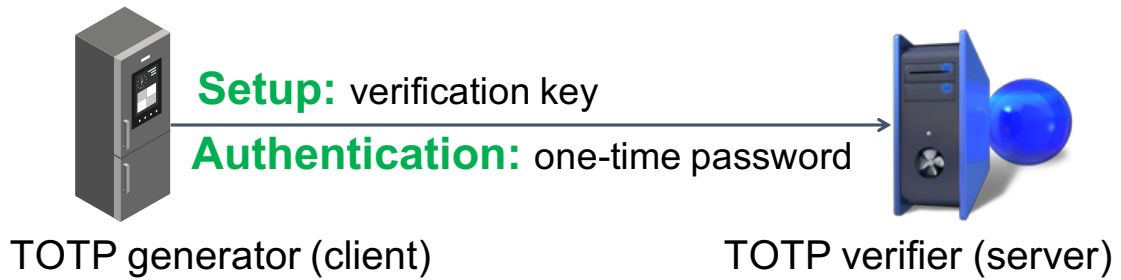 Setup: verification key
Authentication: one-time password
TOTP generator (client)
TOTP verifier (server)